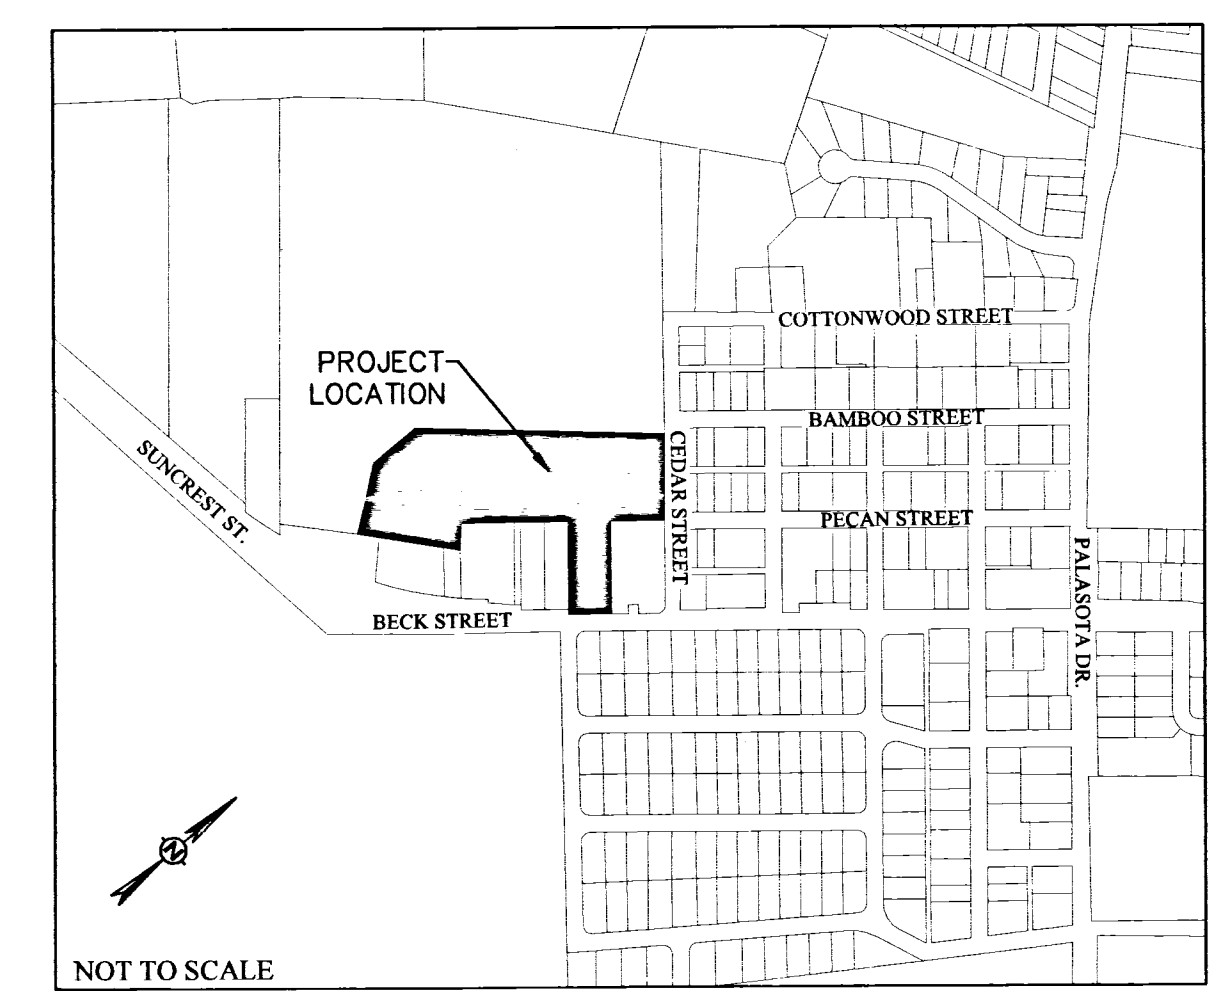 COTTONWOOD STREET
PROJECT
LOCATION
BAMBOO STREET
CEDAR STREET
SUNCREST ST.
PECAN STREET
PALASOTA DR.
BECK STREET
N
NOT TO SCALE